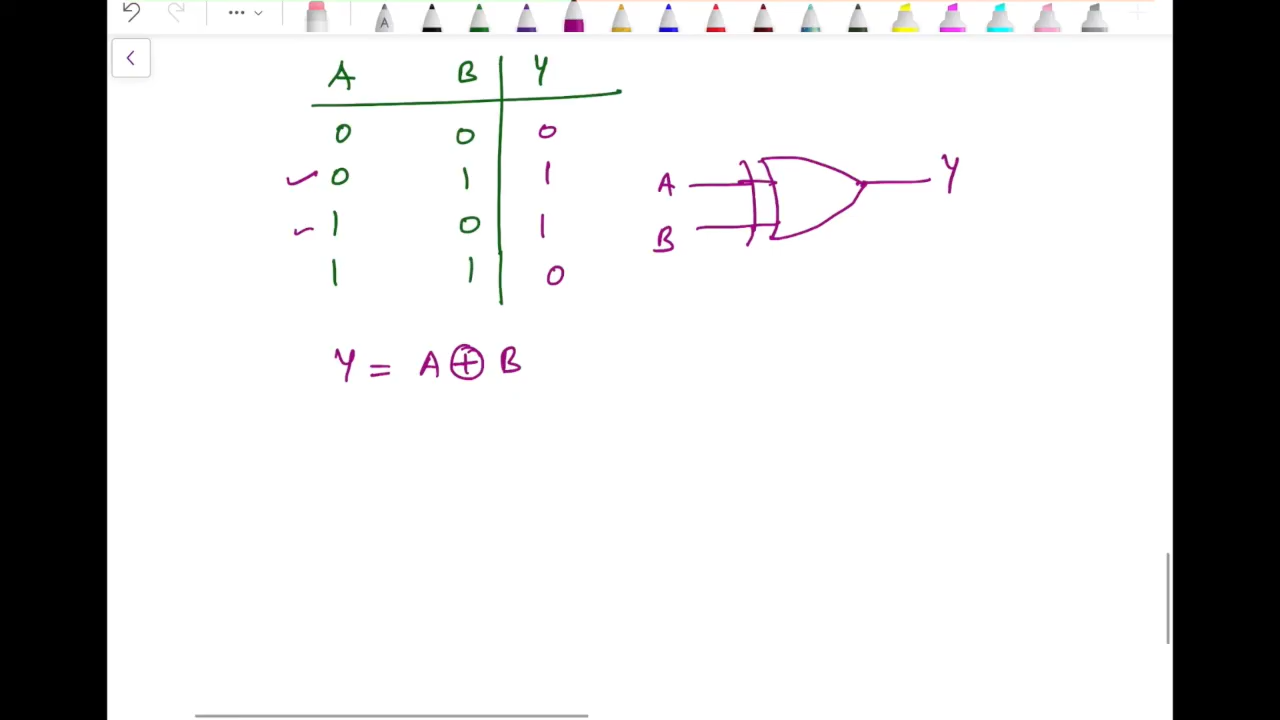 A B Y
0 0 0
0 1 1
1 0 1
1 1 0
A
B
Y
Y = A ⊕ B